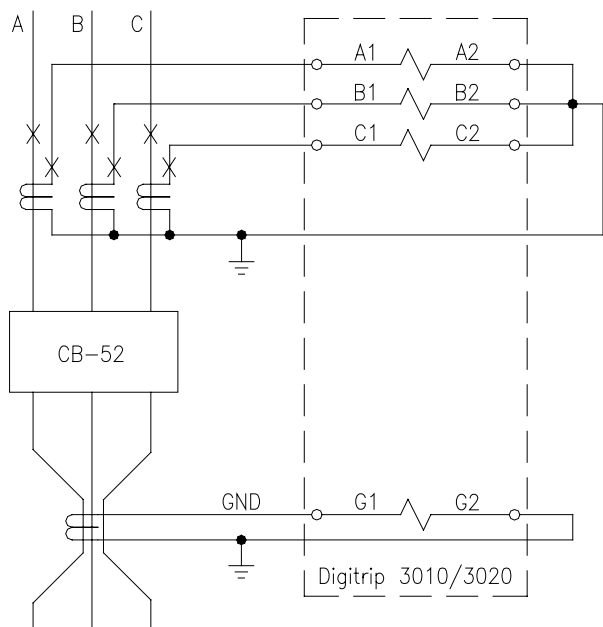 A B C
A1 A2
B1 B2
C1 C2
CB-52
GND G1 G2
Digitrip 3010/3020